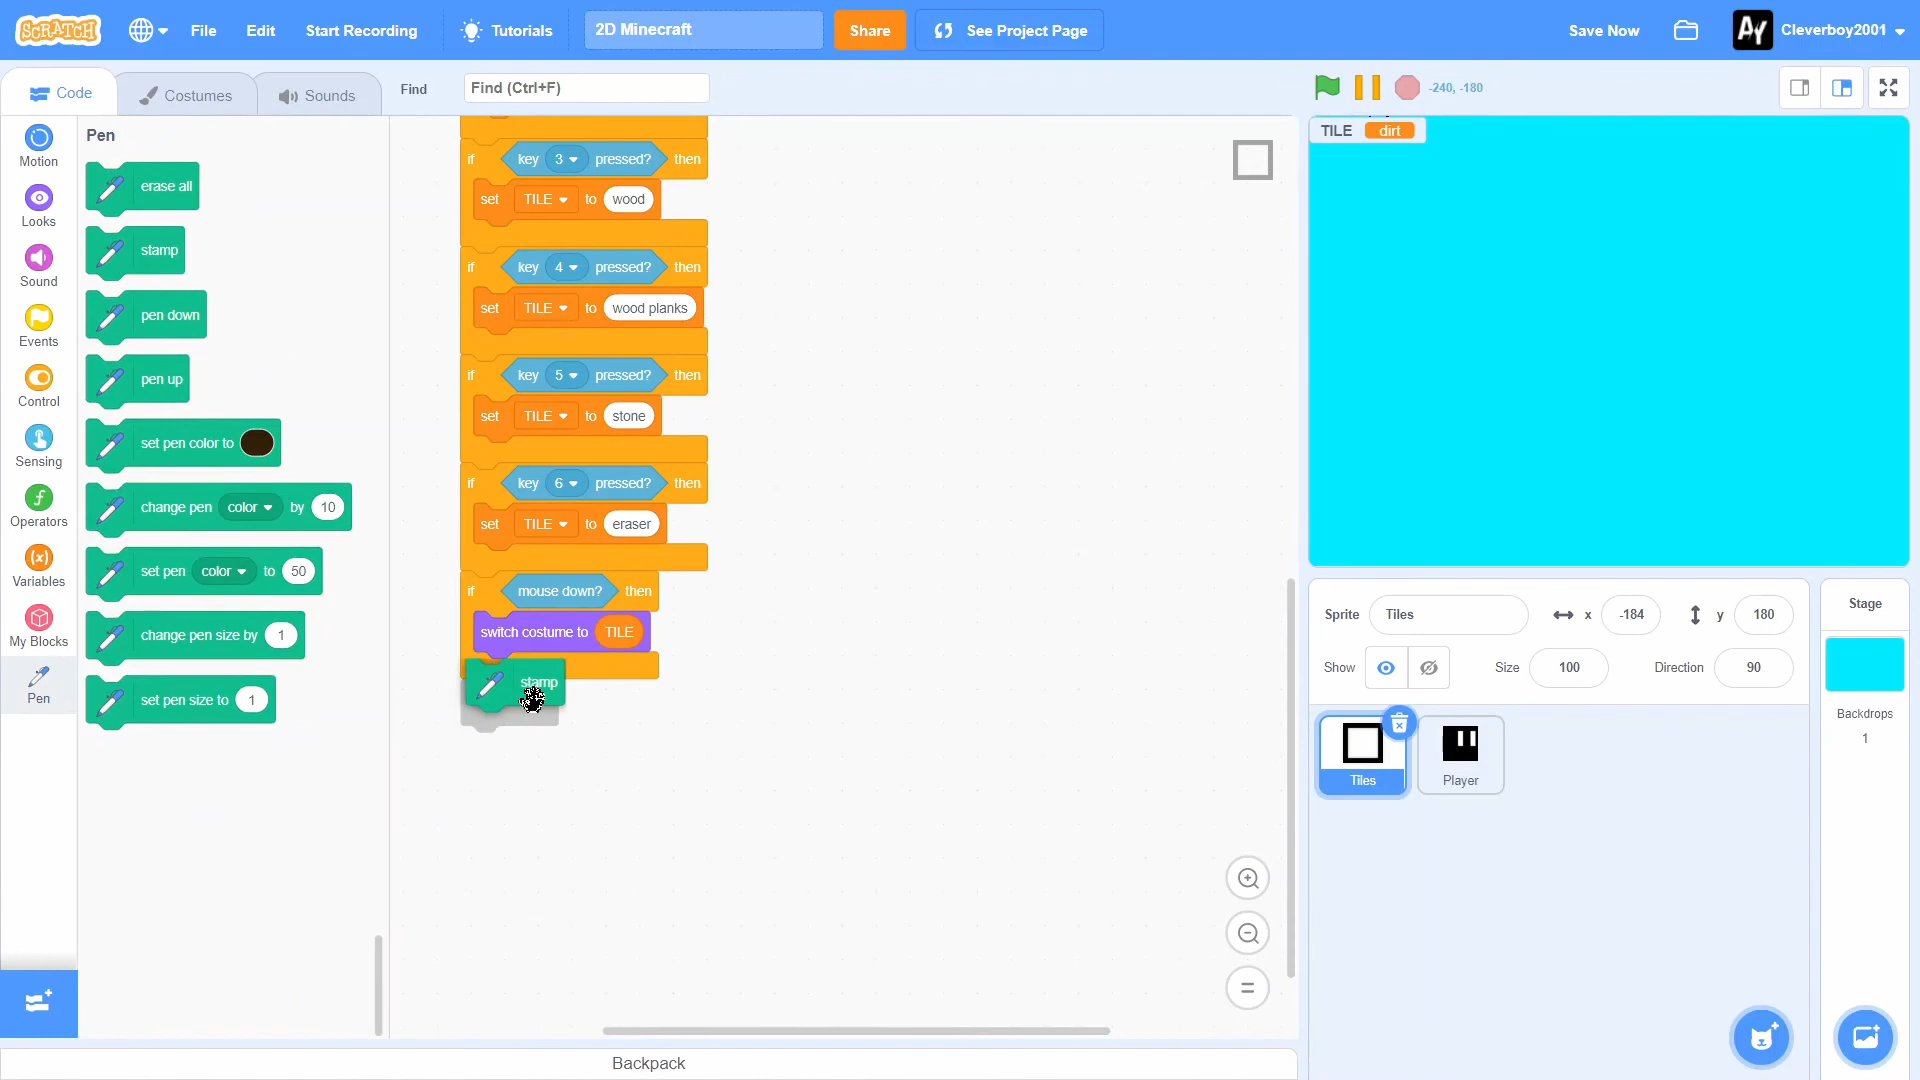 SCRATCH
File
Edit
Start Recording
Tutorials
2D Minecraft
Share
See Project Page
Save Now
Cleverboy2001
Code
Costumes
Sounds
Find
Find (Ctrl+F)
-240, -180
Motion
Looks
Sound
Events
Control
Sensing
Operators
Variables
My Blocks
Pen
Pen
erase all
stamp
pen down
pen up
set pen color to
change pen color by 10
set pen color to 50
change pen size by 1
set pen size to 1
if key 3 pressed? then
set TILE to wood
if key 4 pressed? then
set TILE to wood planks
if key 5 pressed? then
set TILE to stone
if key 6 pressed? then
set TILE to eraser
if mouse down? then
switch costume to TILE
stamp
Backpack
TILE dirt
Sprite Tiles x -184 y 180
Show Size 100 Direction 90
Tiles
Player
Stage
Backdrops
1